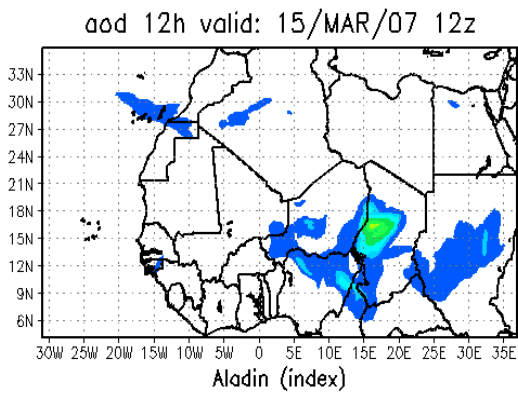 aod 12h valid: 15/MAR/07 12z
33N
30N
27N
24N
21N
18N
15N
12N
9N
6N
30W 25W 20W 15W 10W 5W 0 5E 10E 15E 20E 25E 30E 35E
Aladin (index)